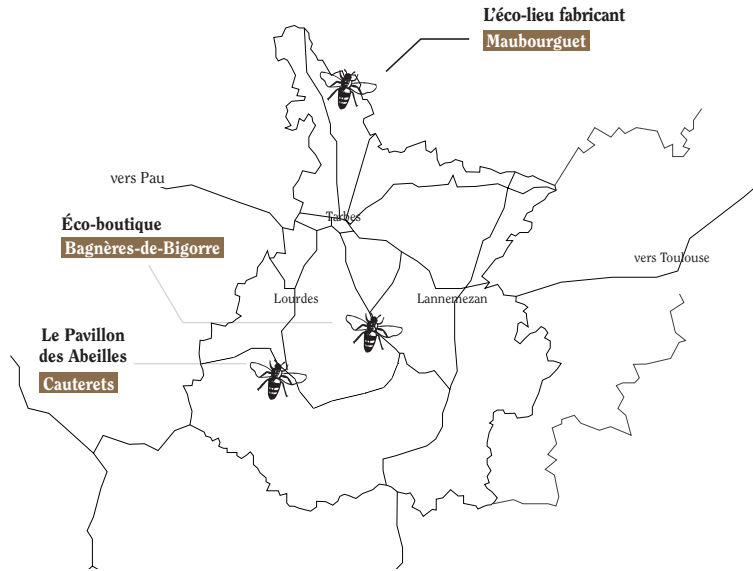 L'éco-lieu fabricant
Maubourguet
vers Pau
Tarbes
Éco-boutique
Bagnères-de-Bigorre
vers Toulouse
Lourdes
Lannemezan
Le Pavillon
des Abeilles
Cauterets